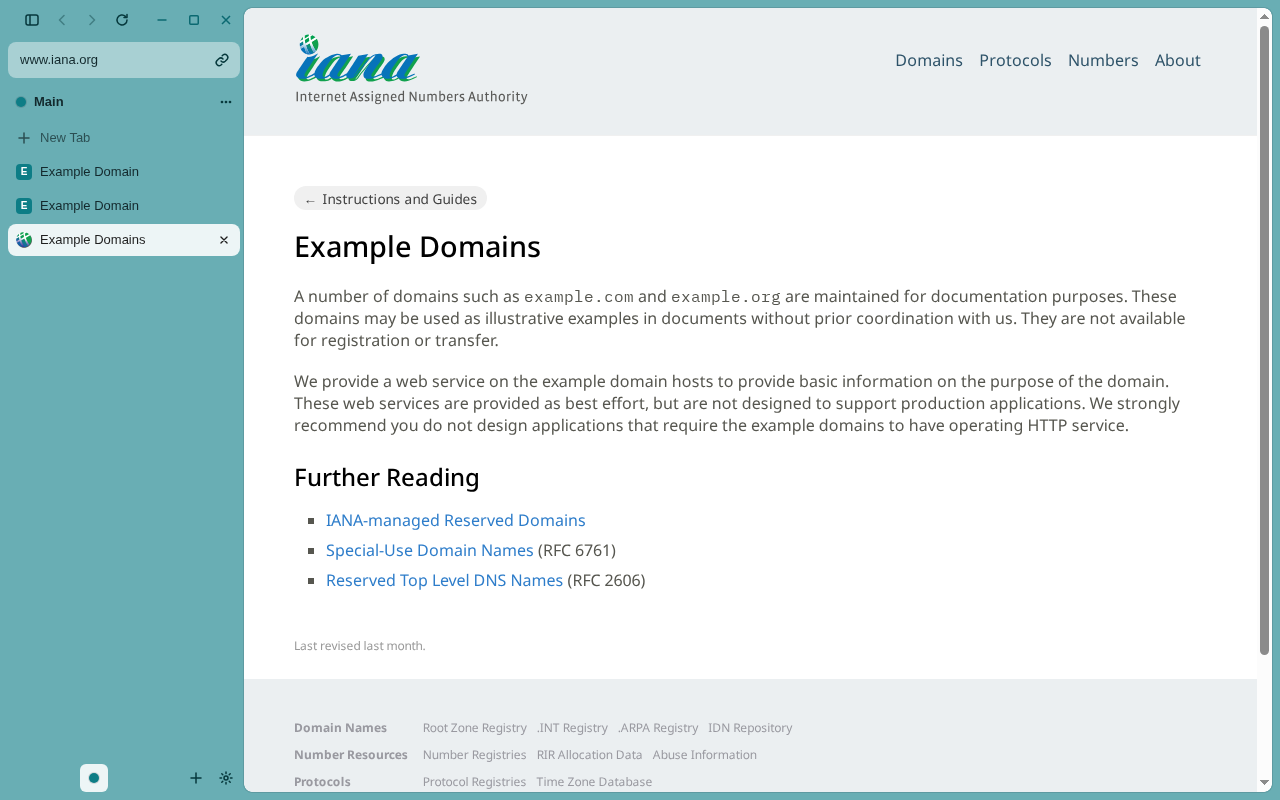 www.iana.org
Main
New Tab
E Example Domain
E Example Domain
Example Domains
iana
Internet Assigned Numbers Authority
Domains Protocols Numbers About
← Instructions and Guides
Example Domains
A number of domains such as example.com and example.org are maintained for documentation purposes. These
domains may be used as illustrative examples in documents without prior coordination with us. They are not available
for registration or transfer.
We provide a web service on the example domain hosts to provide basic information on the purpose of the domain.
These web services are provided as best effort, but are not designed to support production applications. We strongly
recommend you do not design applications that require the example domains to have operating HTTP service.
Further Reading
IANA-managed Reserved Domains
Special-Use Domain Names (RFC 6761)
Reserved Top Level DNS Names (RFC 2606)
Last revised last month.
Domain Names Root Zone Registry .INT Registry .ARPA Registry IDN Repository
Number Resources Number Registries RIR Allocation Data Abuse Information
Protocols Protocol Registries Time Zone Database